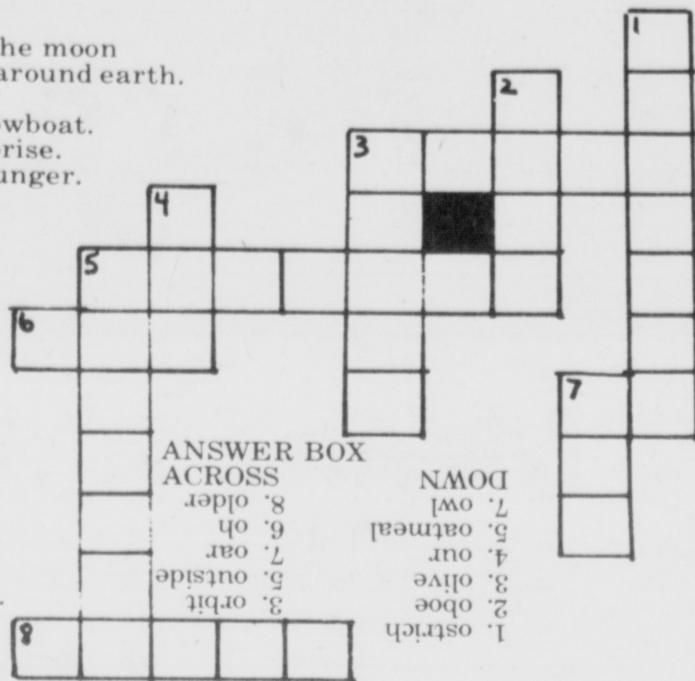 he moon
around earth.
owboat.
prise.
unger.
1
2
3
4
5
6
7
8
ANSWER BOX
ACROSS
3. orbit
5. outside
7. oar
6. oh
8. older
DOWN
1. ostrich
2. oboe
3. olive
4. our
5. oatmeal
7. owl